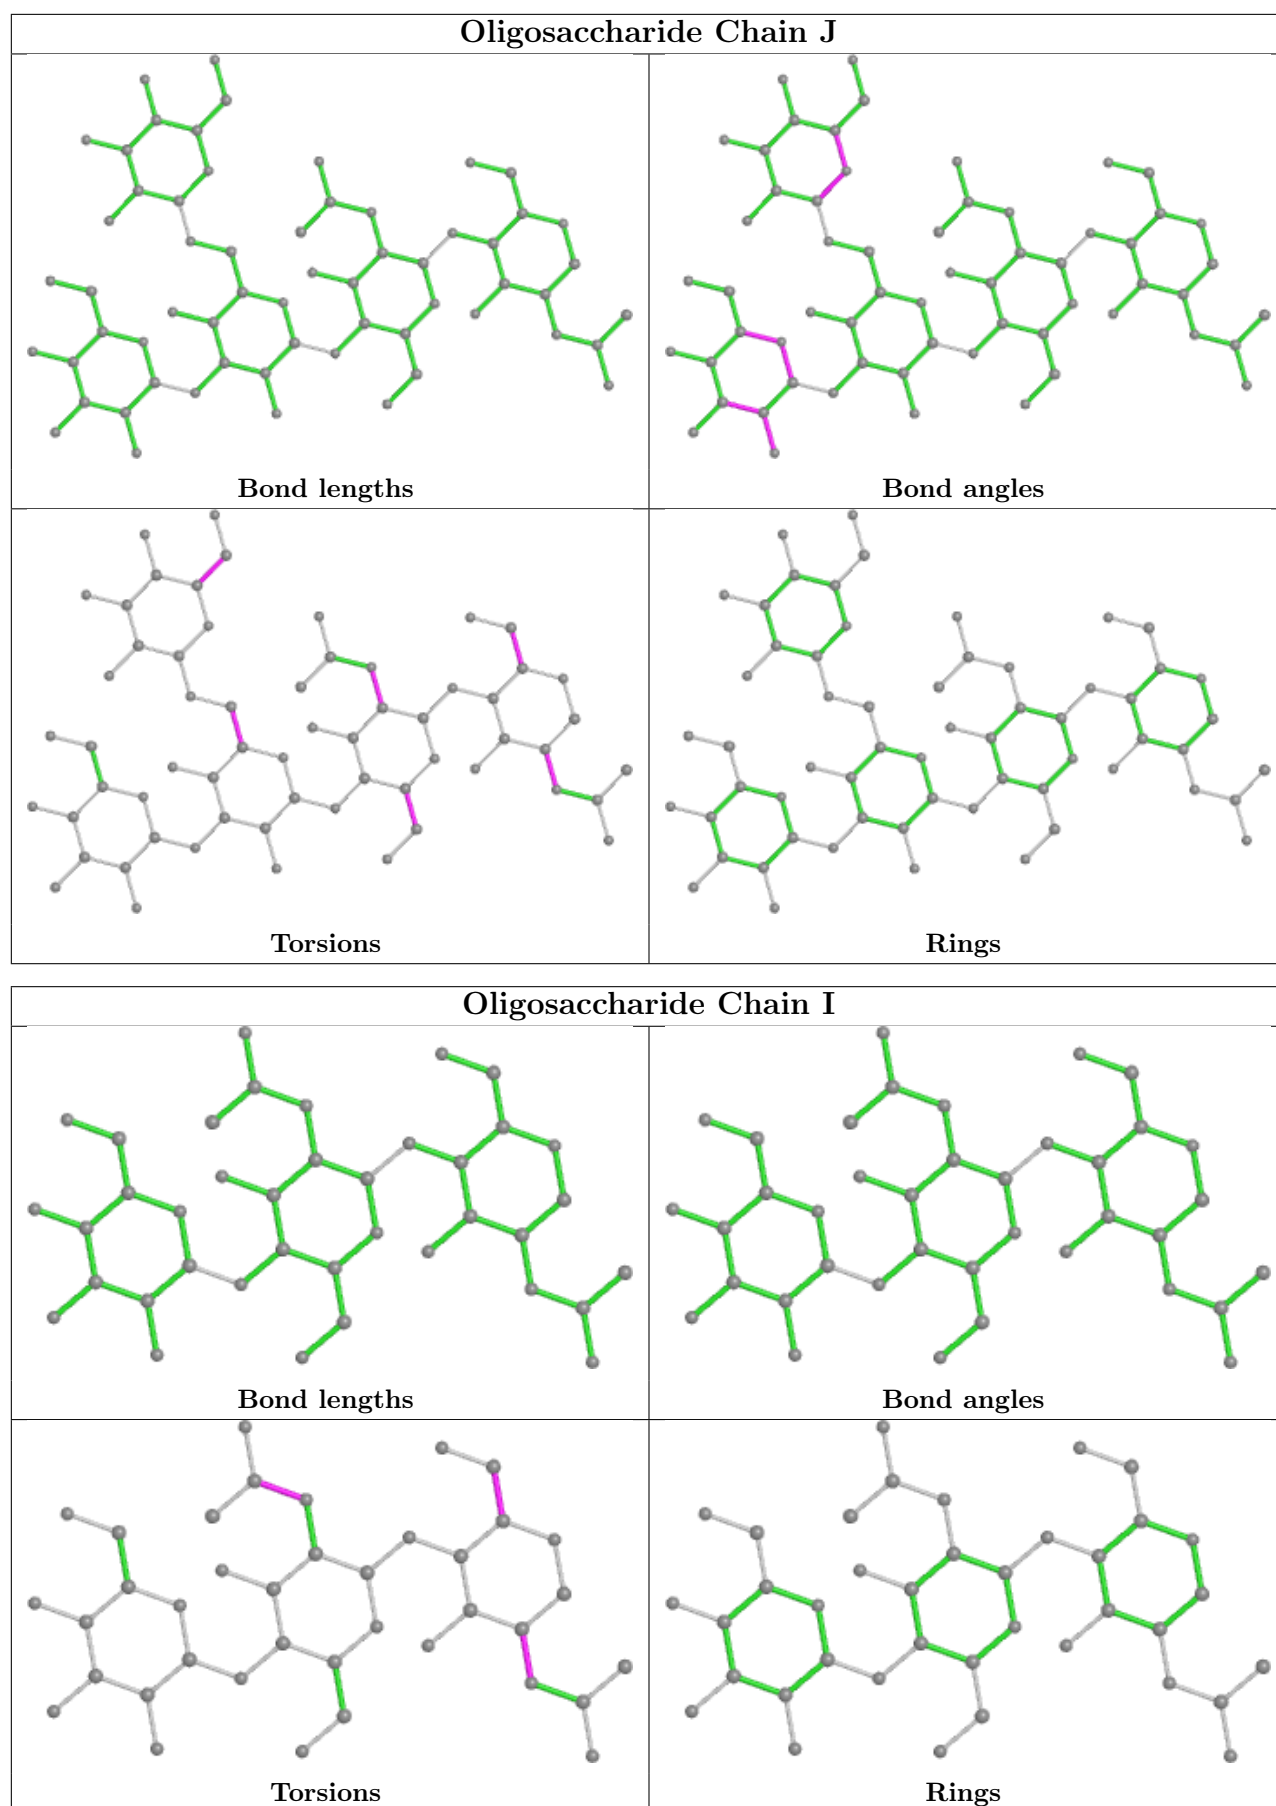 Oligosaccharide Chain J
Bond lengths
Bond angles
Torsions
Rings
Oligosaccharide Chain I
Bond lengths
Bond angles
Torsions
Rings